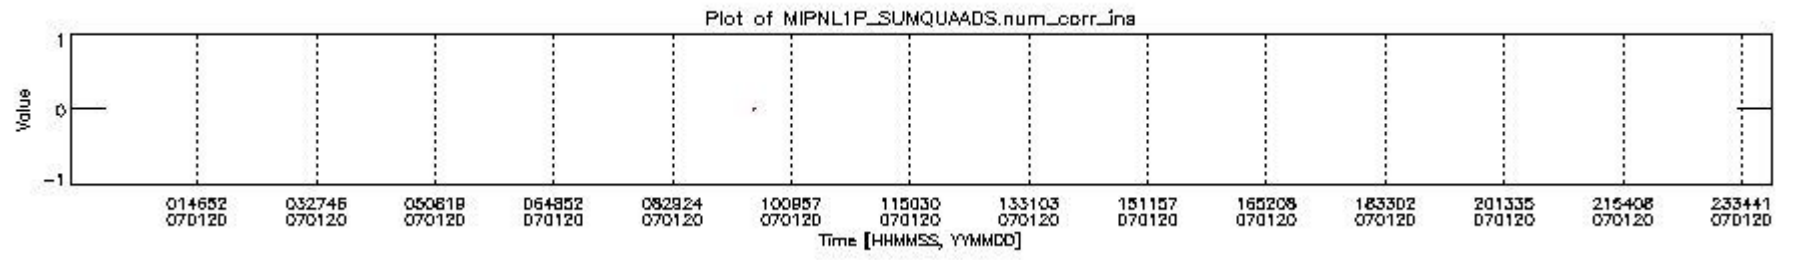 Plot of MIPNL1P_SUMQUAADS.num_corr_ins
1
Value
0
-1
014652 032746 050819 064852 082924 100957 115030 133103 151157 165209 183302 201335 215408 233441
070120 070120 070120 070120 070120 070120 070120 070120 070120 070120 070120 070120 070120 070120
Time [HHMMSS, YYMMDD]